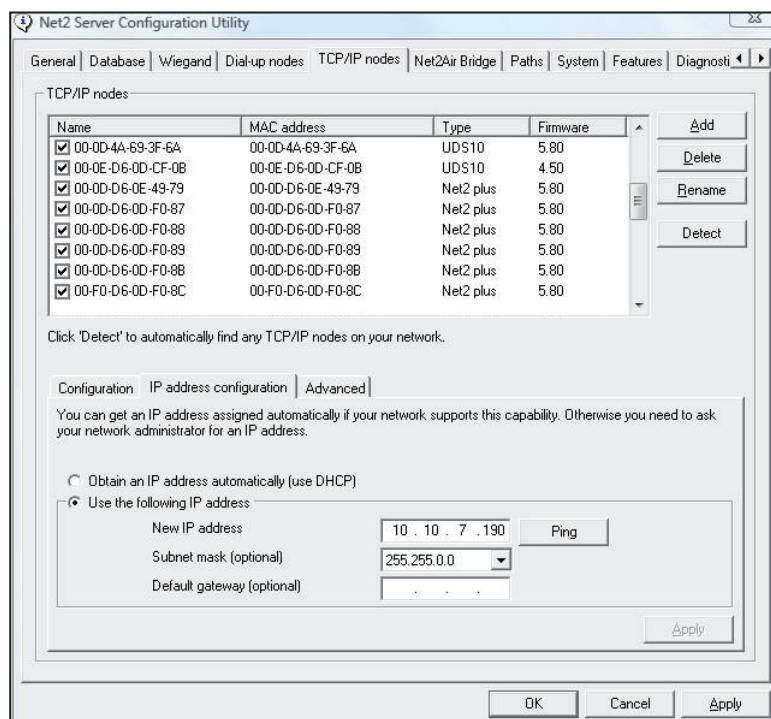 Net2 Server Configuration Utility
General Database Wiegand Dial-up nodes TCP/IP nodes Net2Air Bridge Paths System Features Diagnosti
TCP/IP nodes
Name MAC address Type Firmware
00-0D-4A-69-3F-6A 00-0D-4A-69-3F-6A UDS10 5.80
00-0E-D6-0D-CF-0B 00-0E-D6-0D-CF-0B UDS10 4.50
00-0D-D6-0E-49-79 00-0D-D6-0E-49-79 Net2 plus 5.80
00-0D-D6-0D-F0-87 00-0D-D6-0D-F0-87 Net2 plus 5.80
00-0D-D6-0D-F0-88 00-0D-D6-0D-F0-88 Net2 plus 5.80
00-0D-D6-0D-F0-89 00-0D-D6-0D-F0-89 Net2 plus 5.80
00-0D-D6-0D-F0-8B 00-0D-D6-0D-F0-8B Net2 plus 5.80
00-F0-D6-0D-F0-8C 00-F0-D6-0D-F0-8C Net2 plus 5.80
Add
Delete
Rename
Detect
Click 'Detect' to automatically find any TCP/IP nodes on your network.
Configuration IP address configuration Advanced
You can get an IP address assigned automatically if your network supports this capability. Otherwise you need to ask
your network administrator for an IP address.
Obtain an IP address automatically (use DHCP)
Use the following IP address
New IP address 10 . 10 . 7 . 190 Ping
Subnet mask (optional) 255.255.0.0
Default gateway (optional) . . .
Apply
OK Cancel Apply